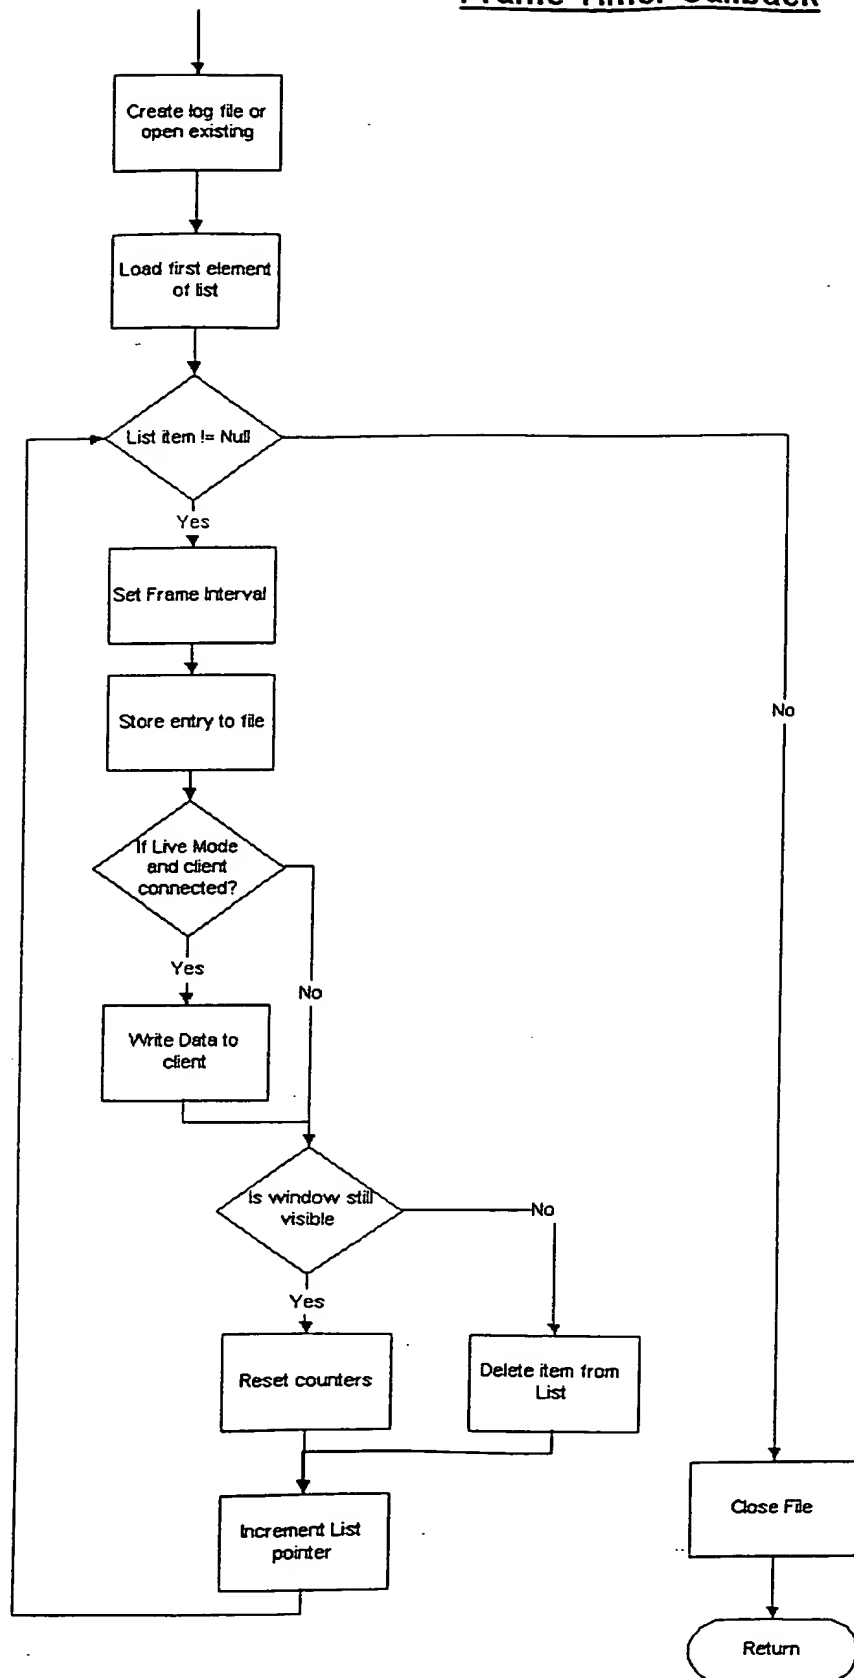 Frame Timer Callback
Create log file or
open existing
Load first element
of list
List item != Null
Yes
Set Frame Interval
No
Store entry to file
If Live Mode
and client
connected?
Yes
No
Write Data to
client
Is window still
visible
No
Yes
Reset counters
Delete item from
List
Increment List
pointer
Close File
Return